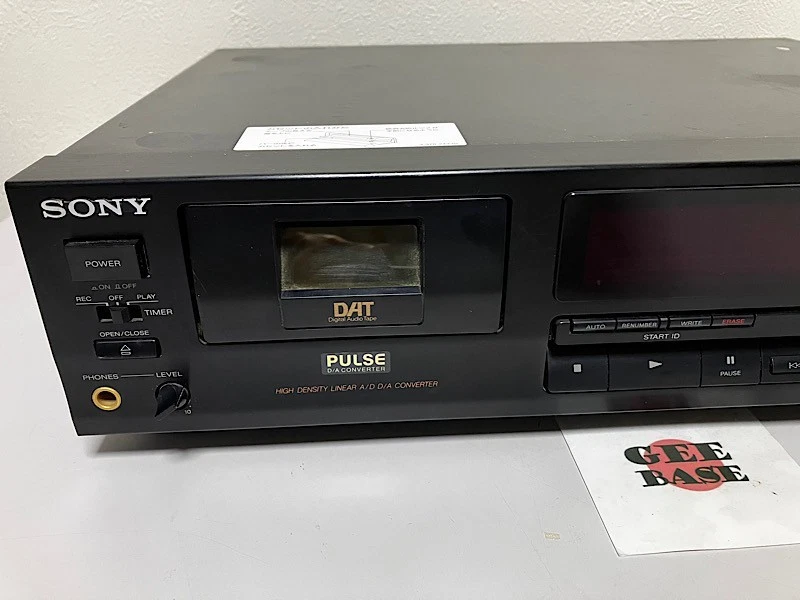 SONY
POWER
ON OFF
REC OFF PLAY
TIMER
OPEN/CLOSE
PHONES LEVEL
10
DAT
Digital Audio Tape
PULSE
D/A CONVERTER
HIGH DENSITY LINEAR A/D D/A CONVERTER
AUTO RENUMBER WRITE ERASE
START ID
PAUSE
GEE
BASE